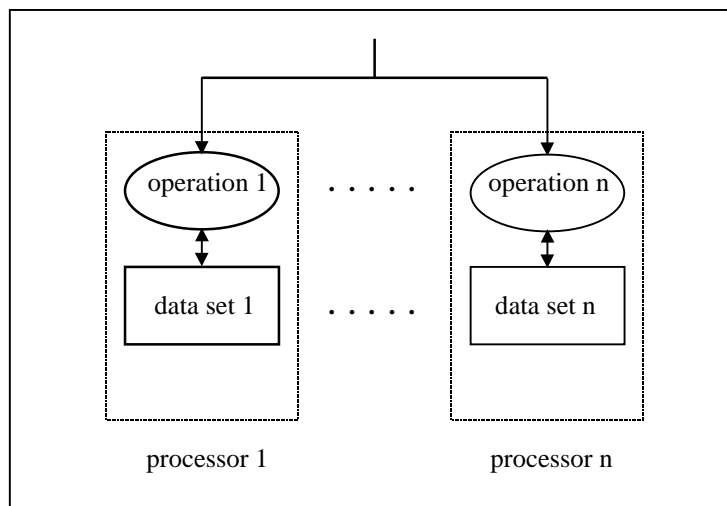 operation 1 . . . . . operation n
data set 1 . . . . . data set n
processor 1 processor n